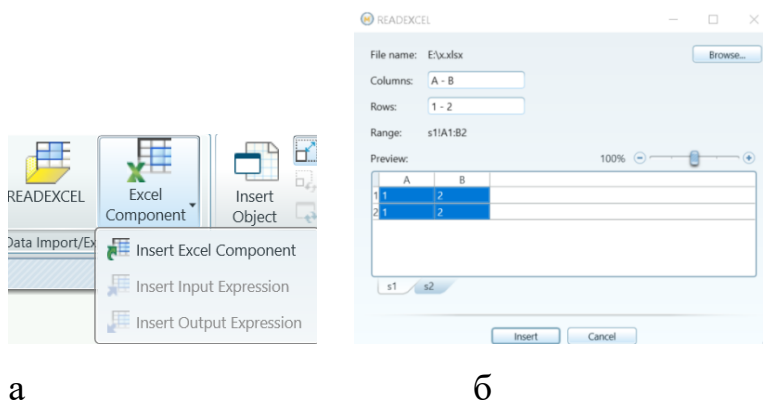 READEXCEL
Excel
Component
Insert
Object
Data Import/Ex
Insert Excel Component
Insert Input Expression
Insert Output Expression
READEXCEL
File name: E:\x.xlsx Browse...
Columns: A - B
Rows: 1 - 2
Range: s1!A1:B2
Preview: 100%
A B
1 1 2
2 1 2
s1 s2
Insert Cancel
а б